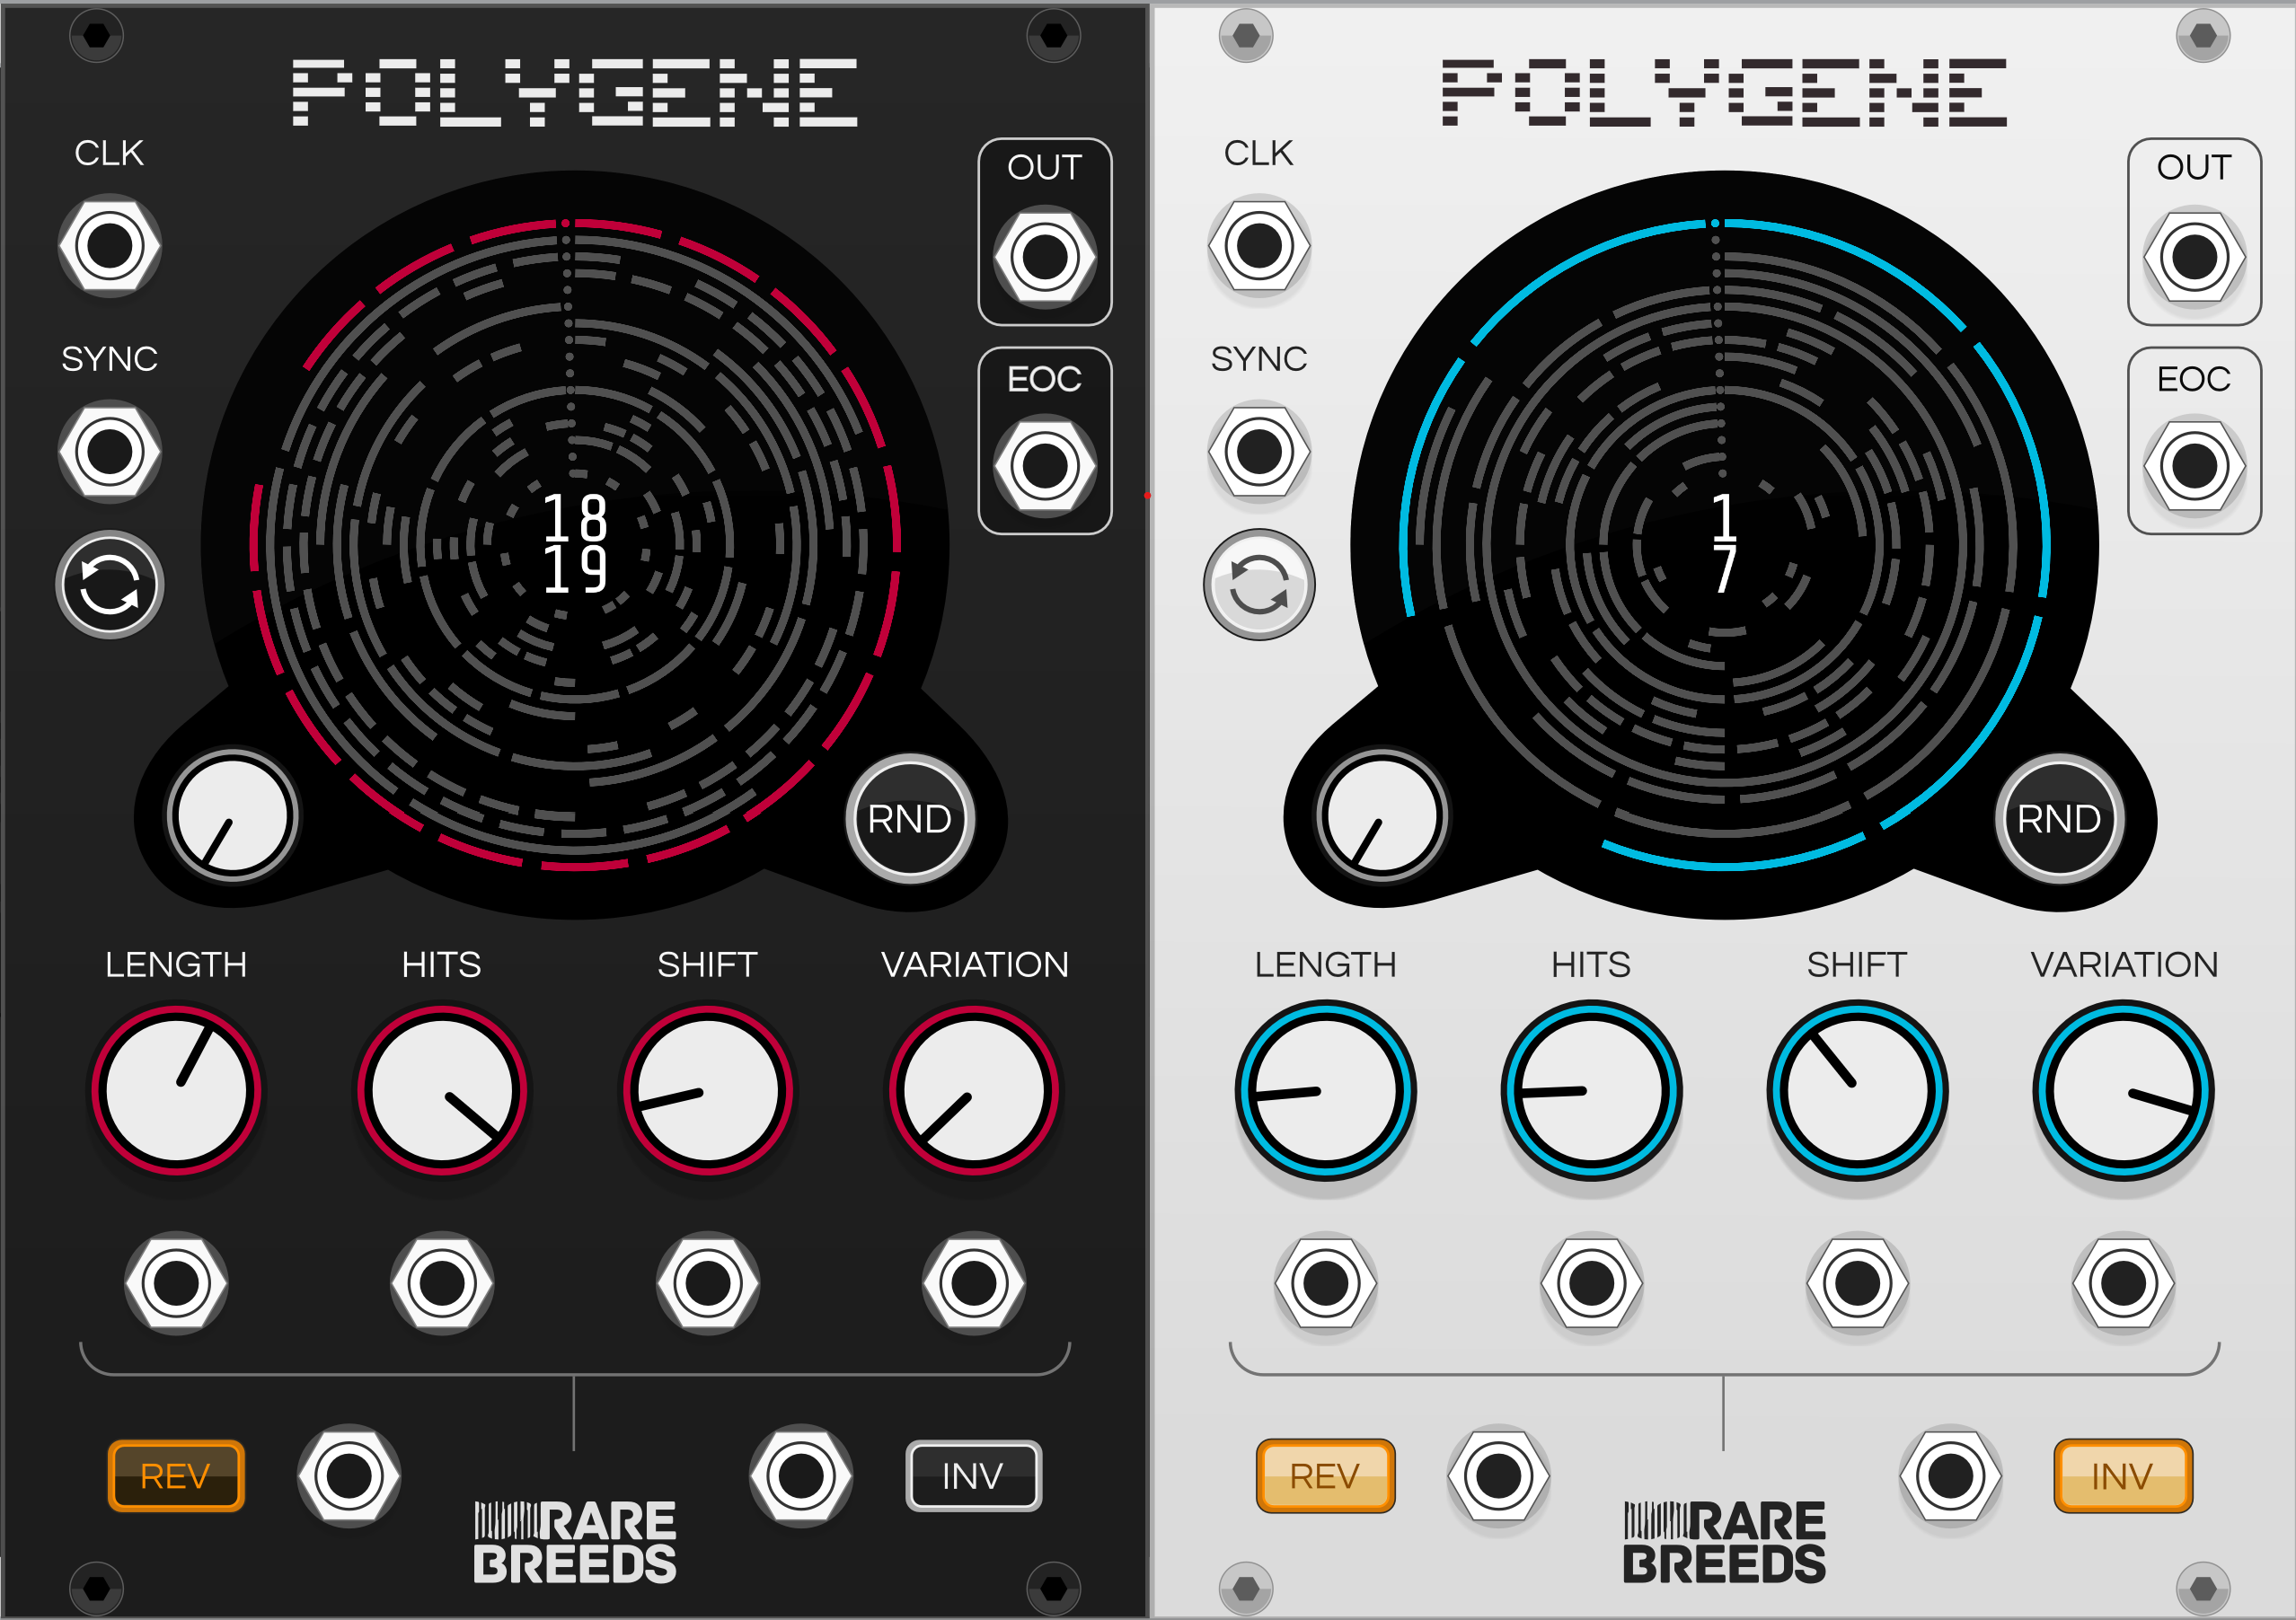 POLYGENE
CLK
OUT
SYNC
EOC
18
19
RND
LENGTH HITS SHIFT VARIATION
REV INV
RARE
BREEDS
POLYGENE
CLK
OUT
SYNC
EOC
1
7
RND
LENGTH HITS SHIFT VARIATION
REV INV
RARE
BREEDS